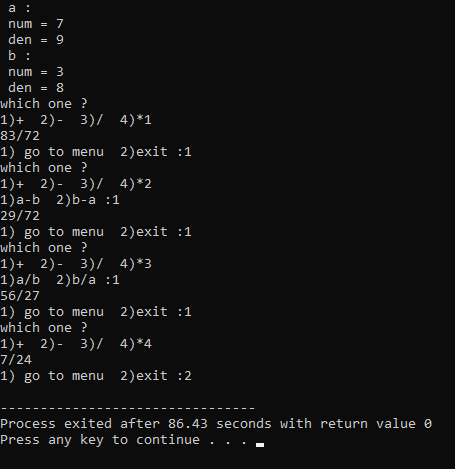 a :
num = 7
den = 9
b :
num = 3
den = 8
which one ?
1)+  2)-  3)/  4)*1
83/72
1) go to menu  2)exit :1
which one ?
1)+  2)-  3)/  4)*2
1)a-b  2)b-a :1
29/72
1) go to menu  2)exit :1
which one ?
1)+  2)-  3)/  4)*3
1)a/b  2)b/a :1
56/27
1) go to menu  2)exit :1
which one ?
1)+  2)-  3)/  4)*4
7/24
1) go to menu  2)exit :2
--------------------------------
Process exited after 86.43 seconds with return value 0
Press any key to continue . . .